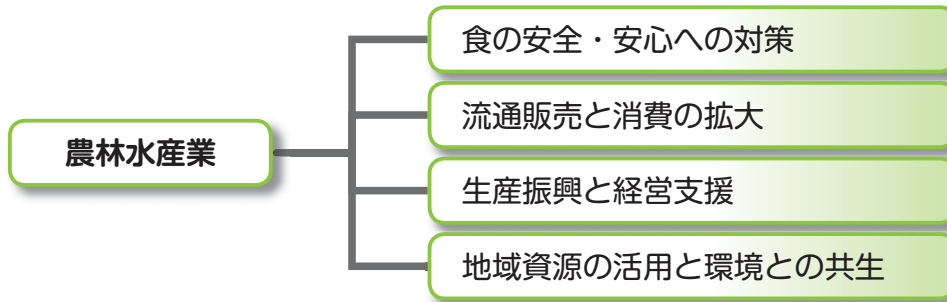 農林水産業
食の安全・安心への対策
流通販売と消費の拡大
生産振興と経営支援
地域資源の活用と環境との共生